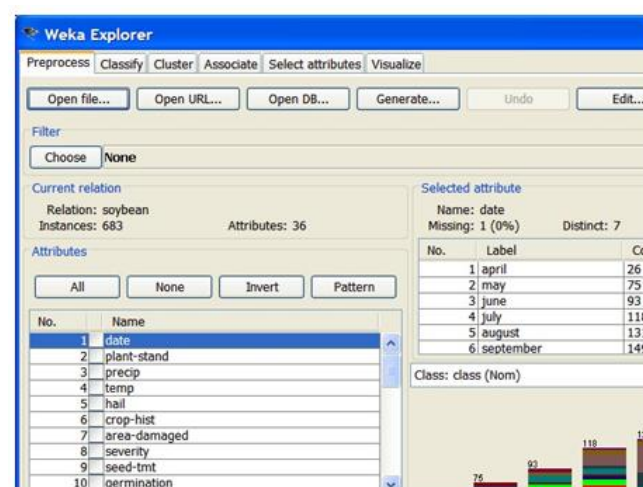 Weka Explorer
Preprocess Classify Cluster Associate Select attributes Visualize
Open file... Open URL... Open DB... Generate... Undo Edit...
Filter
Choose None
Current relation
Relation: soybean
Instances: 683 Attributes: 36
Attributes
All None Invert Pattern
No. Name
1 date
2 plant-stand
3 precip
4 temp
5 hail
6 crop-hist
7 area-damaged
8 severity
9 seed-tmt
10 germination
Selected attribute
Name: date
Missing: 1 (0%) Distinct: 7
No. Label
1 april 26
2 may 75
3 june 93
4 july 118
5 august 131
6 september 149
Class: class (Nom)
75
93
118